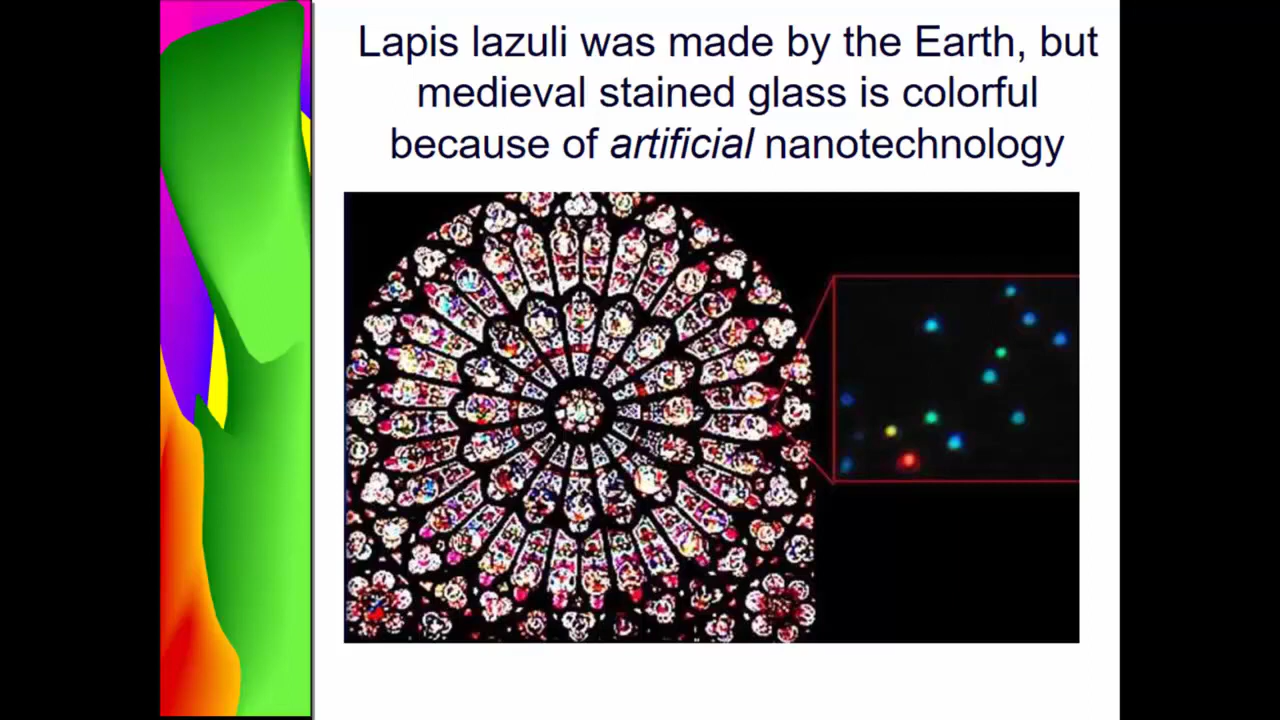 Lapis lazuli was made by the Earth, but
medieval stained glass is colorful
because of artificial nanotechnology